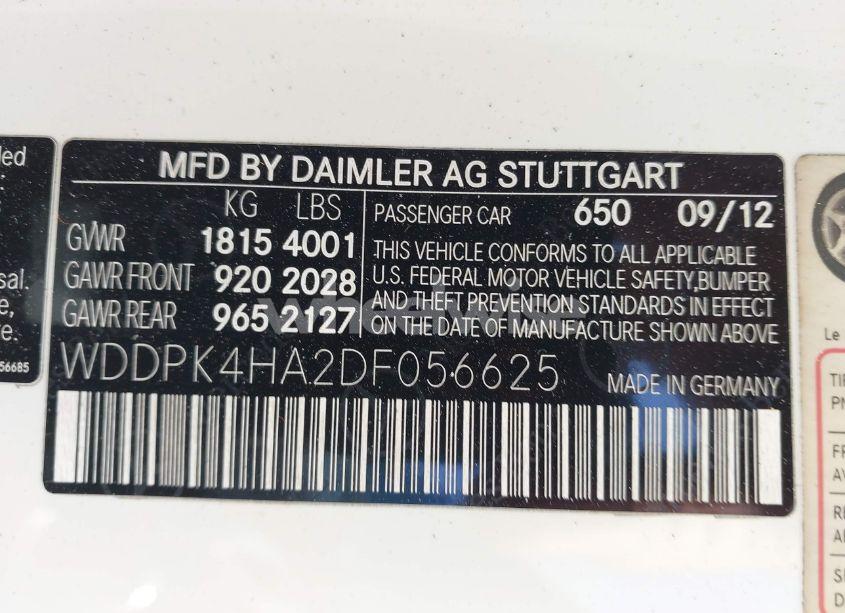 MFD BY DAIMLER AG STUTTGART
KG LBS
GVWR 1815 4001
GAWR FRONT 920 2028
GAWR REAR 965 2127
PASSENGER CAR 650 09/12
THIS VEHICLE CONFORMS TO ALL APPLICABLE
U.S. FEDERAL MOTOR VEHICLE SAFETY,BUMPER
AND THEFT PREVENTION STANDARDS IN EFFECT
ON THE DATE OF MANUFACTURE SHOWN ABOVE
WDDPK4HA2DF056625
MADE IN GERMANY
56685
Le